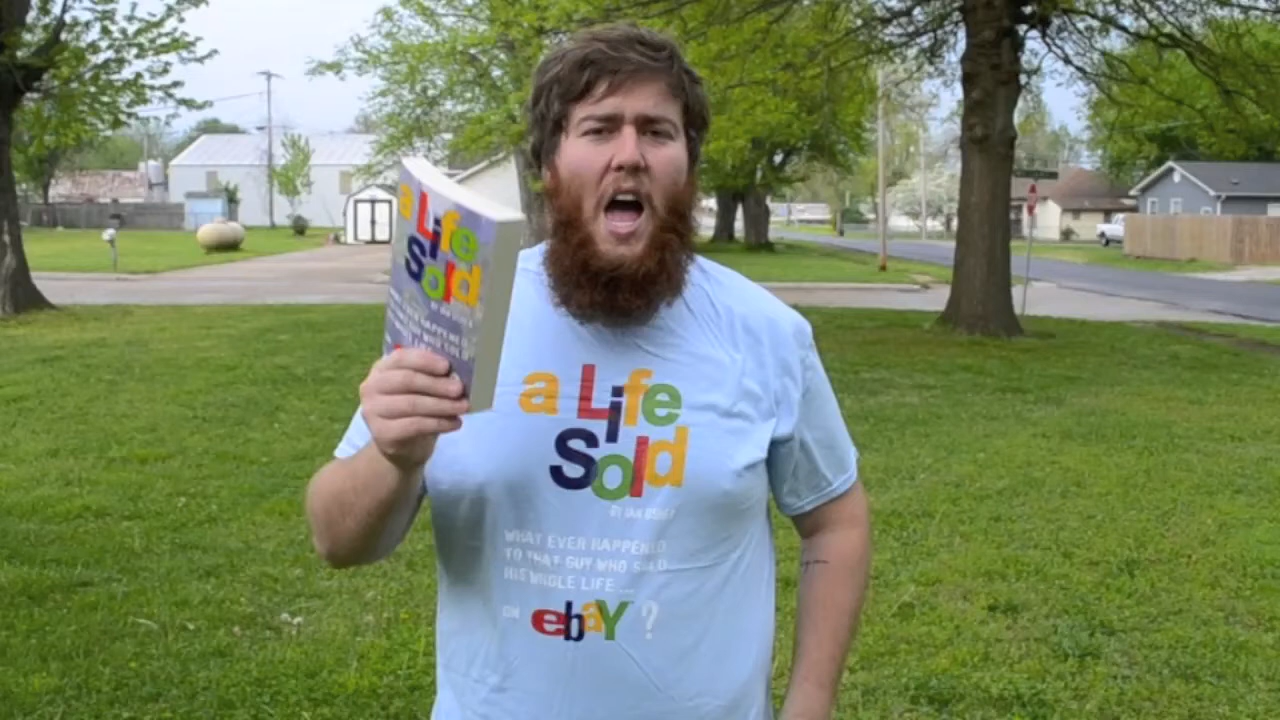 a Life
Sold
a Life
Sold
BY IAN USHER
WHAT EVER HAPPENED
TO THAT GUY WHO SOLD
HIS WHOLE LIFE...
ON ebaY ?